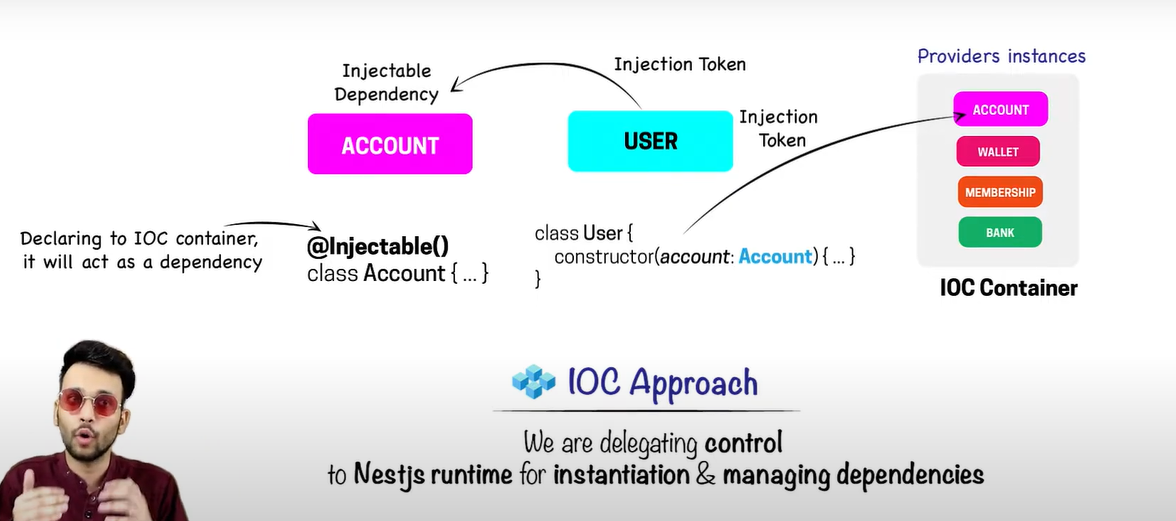 Providers instances
Injectable
Dependency
Injection Token
ACCOUNT
USER
Injection
Token
ACCOUNT
WALLET
MEMBERSHIP
BANK
IOC Container
Declaring to IOC container,
it will act as a dependency
@Injectable()
class Account { ... }
class User {
constructor(account: Account) { ... }
}
IOC Approach
We are delegating control
to Nestjs runtime for instantiation & managing dependencies